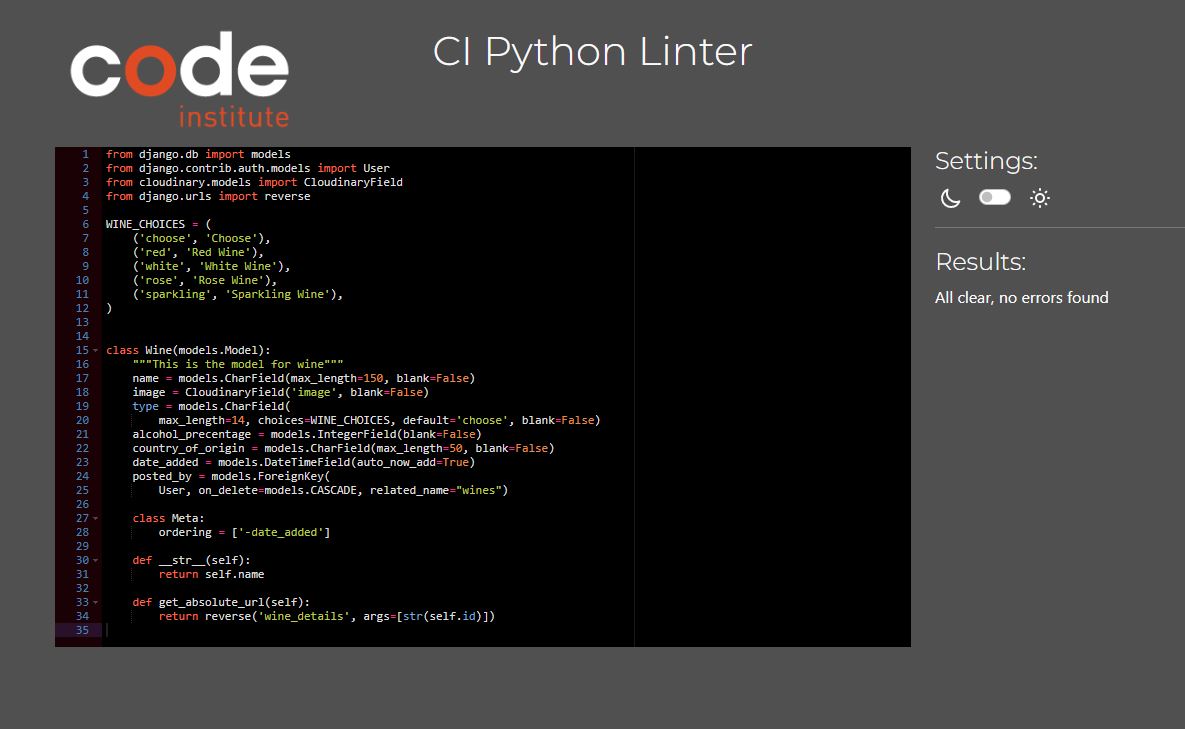 code
institute
CI Python Linter
1 from django.db import models
2 from django.contrib.auth.models import User
3 from cloudinary.models import CloudinaryField
4 from django.urls import reverse
5
6 WINE_CHOICES = (
7     ('choose', 'Choose'),
8     ('red', 'Red Wine'),
9     ('white', 'White Wine'),
10     ('rose', 'Rose Wine'),
11     ('sparkling', 'Sparkling Wine'),
12 )
13
14
15 class Wine(models.Model):
16     """This is the model for wine"""
17     name = models.CharField(max_length=150, blank=False)
18     image = CloudinaryField('image', blank=False)
19     type = models.CharField(
20         max_length=14, choices=WINE_CHOICES, default='choose', blank=False)
21     alcohol_precentage = models.IntegerField(blank=False)
22     country_of_origin = models.CharField(max_length=50, blank=False)
23     date_added = models.DateTimeField(auto_now_add=True)
24     posted_by = models.ForeignKey(
25         User, on_delete=models.CASCADE, related_name="wines")
26
27     class Meta:
28         ordering = ['-date_added']
29
30     def __str__(self):
31         return self.name
32
33     def get_absolute_url(self):
34         return reverse('wine_details', args=[str(self.id)])
35
Settings:
Results:
All clear, no errors found